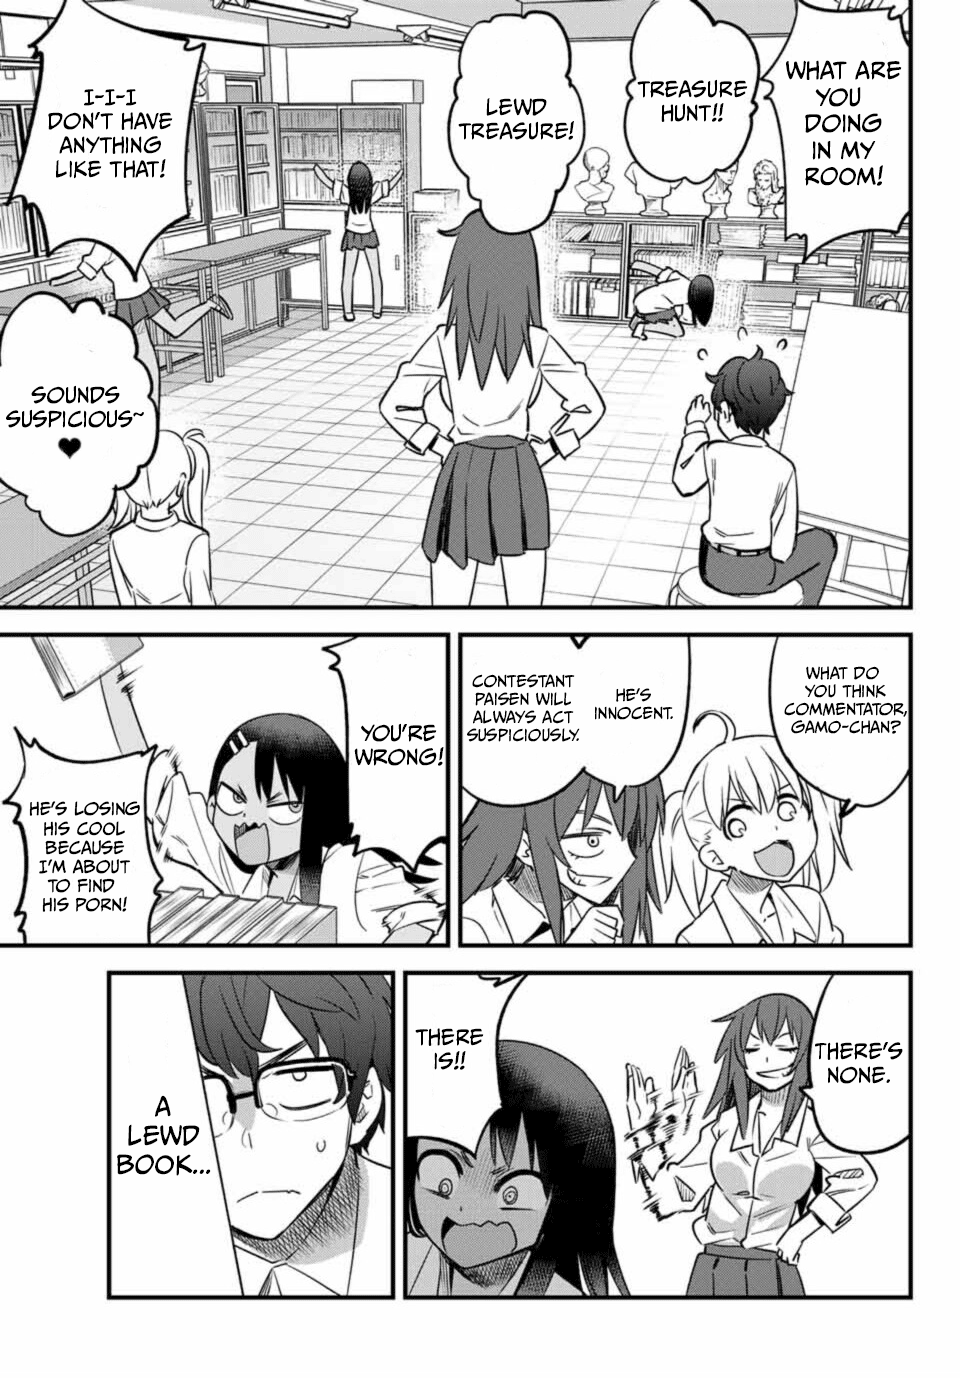 WHAT ARE
YOU
DOING
IN MY
ROOM!
TREASURE
HUNT!!
LEWD
TREASURE!
I-I-I
DON'T HAVE
ANYTHING
LIKE THAT!
SOUNDS
SUSPICIOUS~
♥
WHAT DO
YOU THINK
COMMENTATOR,
GAMO-CHAN?
HE'S
INNOCENT.
CONTESTANT
PAISEN WILL
ALWAYS ACT
SUSPICIOUSLY.
YOU'RE
WRONG!
HE'S LOSING
HIS COOL
BECAUSE
I'M ABOUT
TO FIND
HIS PORN!
THERE'S
NONE.
THERE
IS!!
A
LEWD
BOOK...